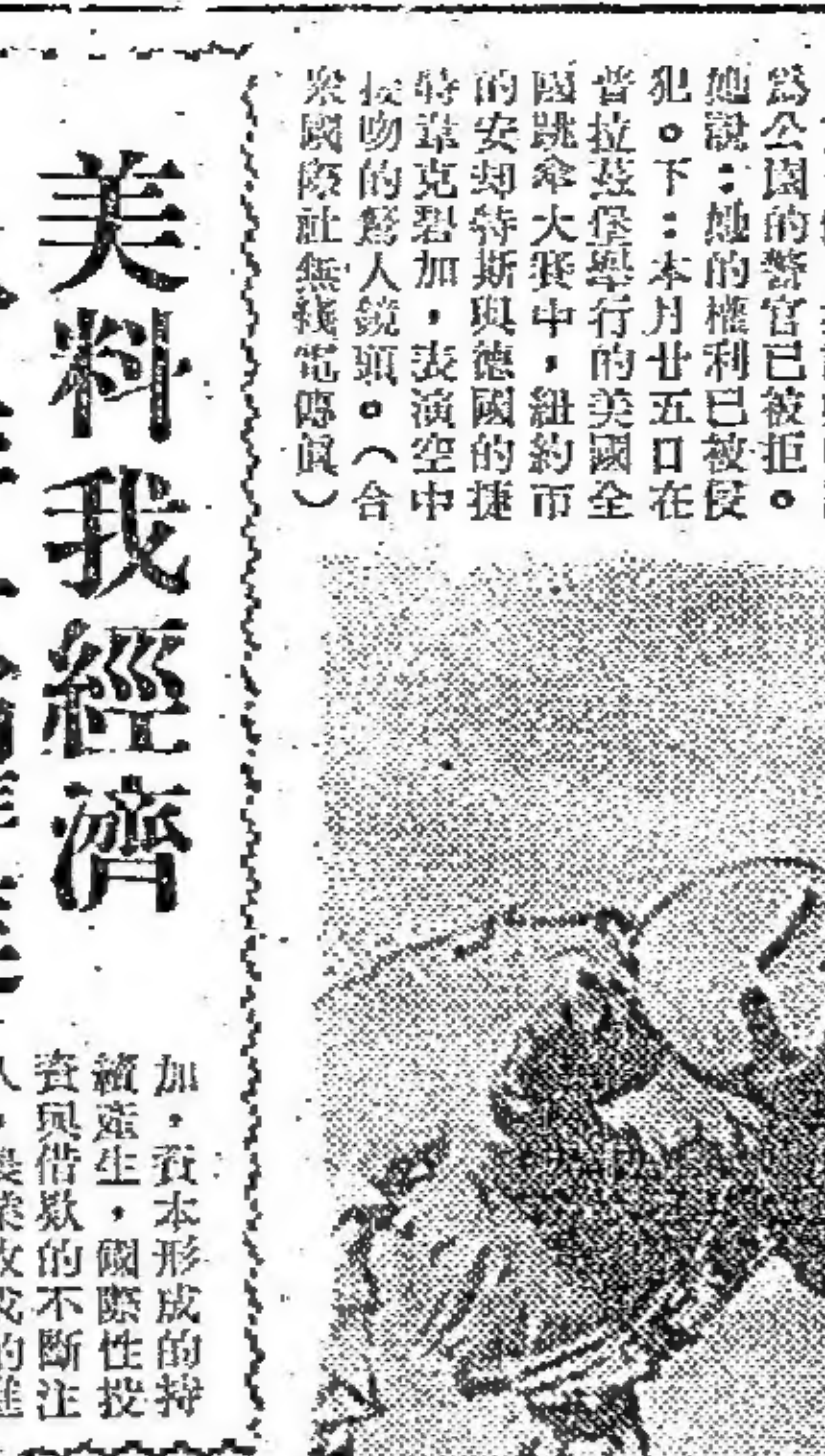 為公園的警官已被拒。
她說：她的權利已被侵
犯。下：本月廿五日在
普拉茲堡舉行的美國全
國跳傘大賽中，紐約市
的安却特斯與德國的捷
特韋克碧加，表演空中
接吻的驚人鏡頭。（合
眾國際社無綫電傳眞）
美料我經濟
加，資本形成的持
續產生，國際性投
資與借欵的不斷注